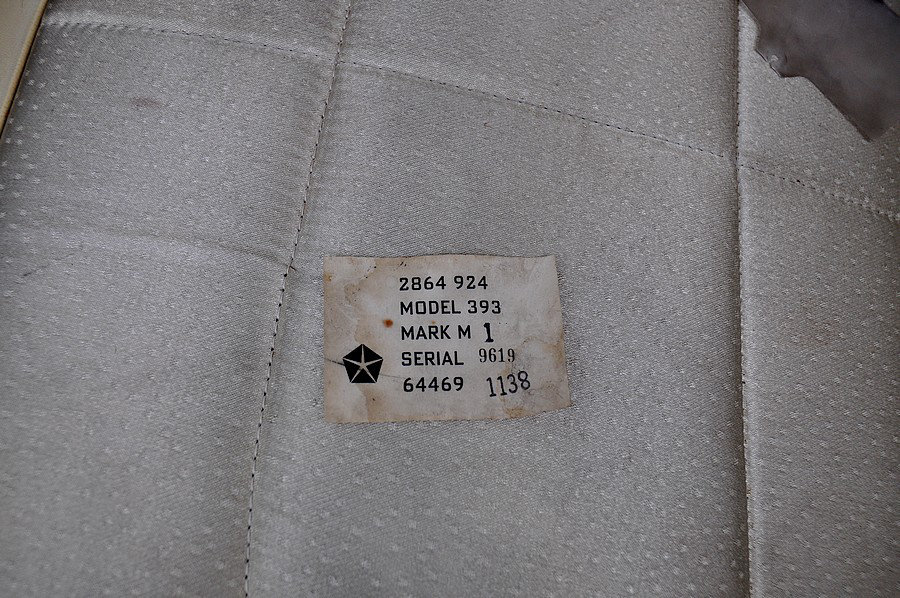 2864 924
MODEL 393
MARK M 1
SERIAL 9619
64469 1138